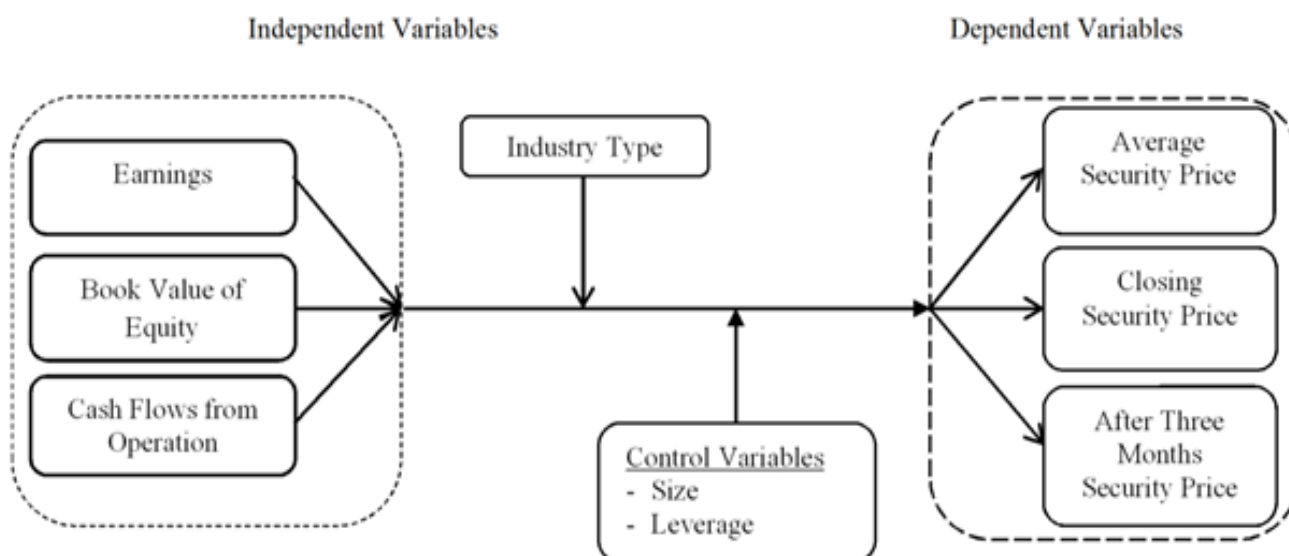 Independent Variables
Dependent Variables
Earnings
Book Value of
Equity
Cash Flows from
Operation
Industry Type
Control Variables
- Size
- Leverage
Average
Security Price
Closing
Security Price
After Three
Months
Security Price